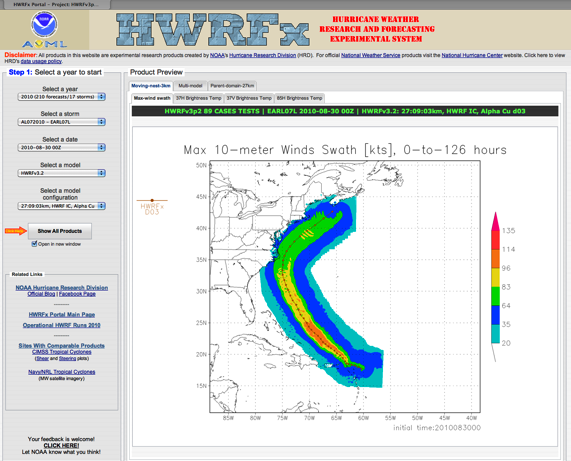 HWRFx Portal – Project: HWRFx3p...
NOAA
AOML
HWRFx
HURRICANE WEATHER
RESEARCH AND FORECASTING
EXPERIMENTAL SYSTEM
Disclaimer: All products in this website are experimental research products created by NOAA's Hurricane Research Division (HRD). For official National Weather Service products visit the National Hurricane Center website. Click here to view
HRD's data usage policy.
Step 1: Select a year to start
Select a year
2010 (210 forecasts/17 storms)
Select a storm
AL072010 – EARL07L
Select a date
2010-08-30 00Z
Select a model
HWRFv3.2
Select a model
configuration
27:09:03km, HWRF IC, Alpha Cu
Show All Products
Open in new window
Related Links
NOAA Hurricane Research Division
Official Blog | Facebook Page
HWRFx Portal Main Page
Operational HWRF Runs 2010
Sites With Comparable Products
CIMSS Tropical Cyclones
(Shear and Steering plots)
Navy/NRL Tropical Cyclones
(MW satellite imagery)
Your feedback is welcome!
CLICK HERE!
Let NOAA know what you think!
Product Preview
Moving-nest-3km
Multi-model
Parent-domain-27km
Max-wind swath
37H Brightness Temp
37V Brightness Temp
85H Brightness Temp
HWRFv3p2 89 CASES TESTS | EARL07L 2010-08-30 00Z | HWRFv3.2: 27:09:03km, HWRF IC, Alpha Cu d03
Max 10-meter Winds Swath [kts], 0-to-126 hours
HWRFx
D03
50N
45N
40N
35N
30N
25N
20N
15N
85W
80W
75W
70W
65W
60W
55W
50W
45W
40W
135
114
96
83
64
35
20
initial time:2010083000